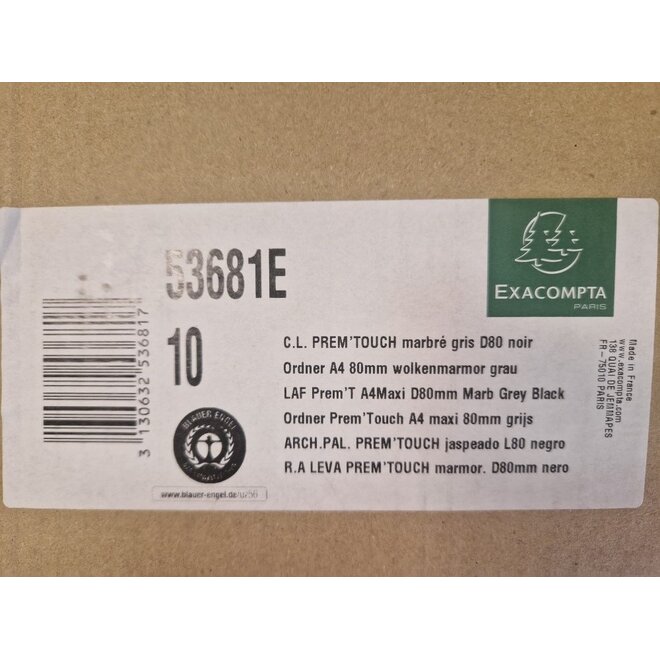 53681E
10
3 130632 536817
BLAUER ENGEL
www.blauer-engel.de/uz56
C.L. PREM'TOUCH marbré gris D80 noir
Ordner A4 80mm wolkenmarmor grau
LAF Prem'T A4Maxi D80mm Marb Grey Black
Ordner Prem'Touch A4 maxi 80mm grijs
ARCH.PAL. PREM'TOUCH jaspeado L80 negro
R.A LEVA PREM'TOUCH marmor. D80mm nero
EXACOMPTA
PARIS
Made in France
www.exacompta.com
138 QUAI DE JEMMAPES
FR-75010 PARIS